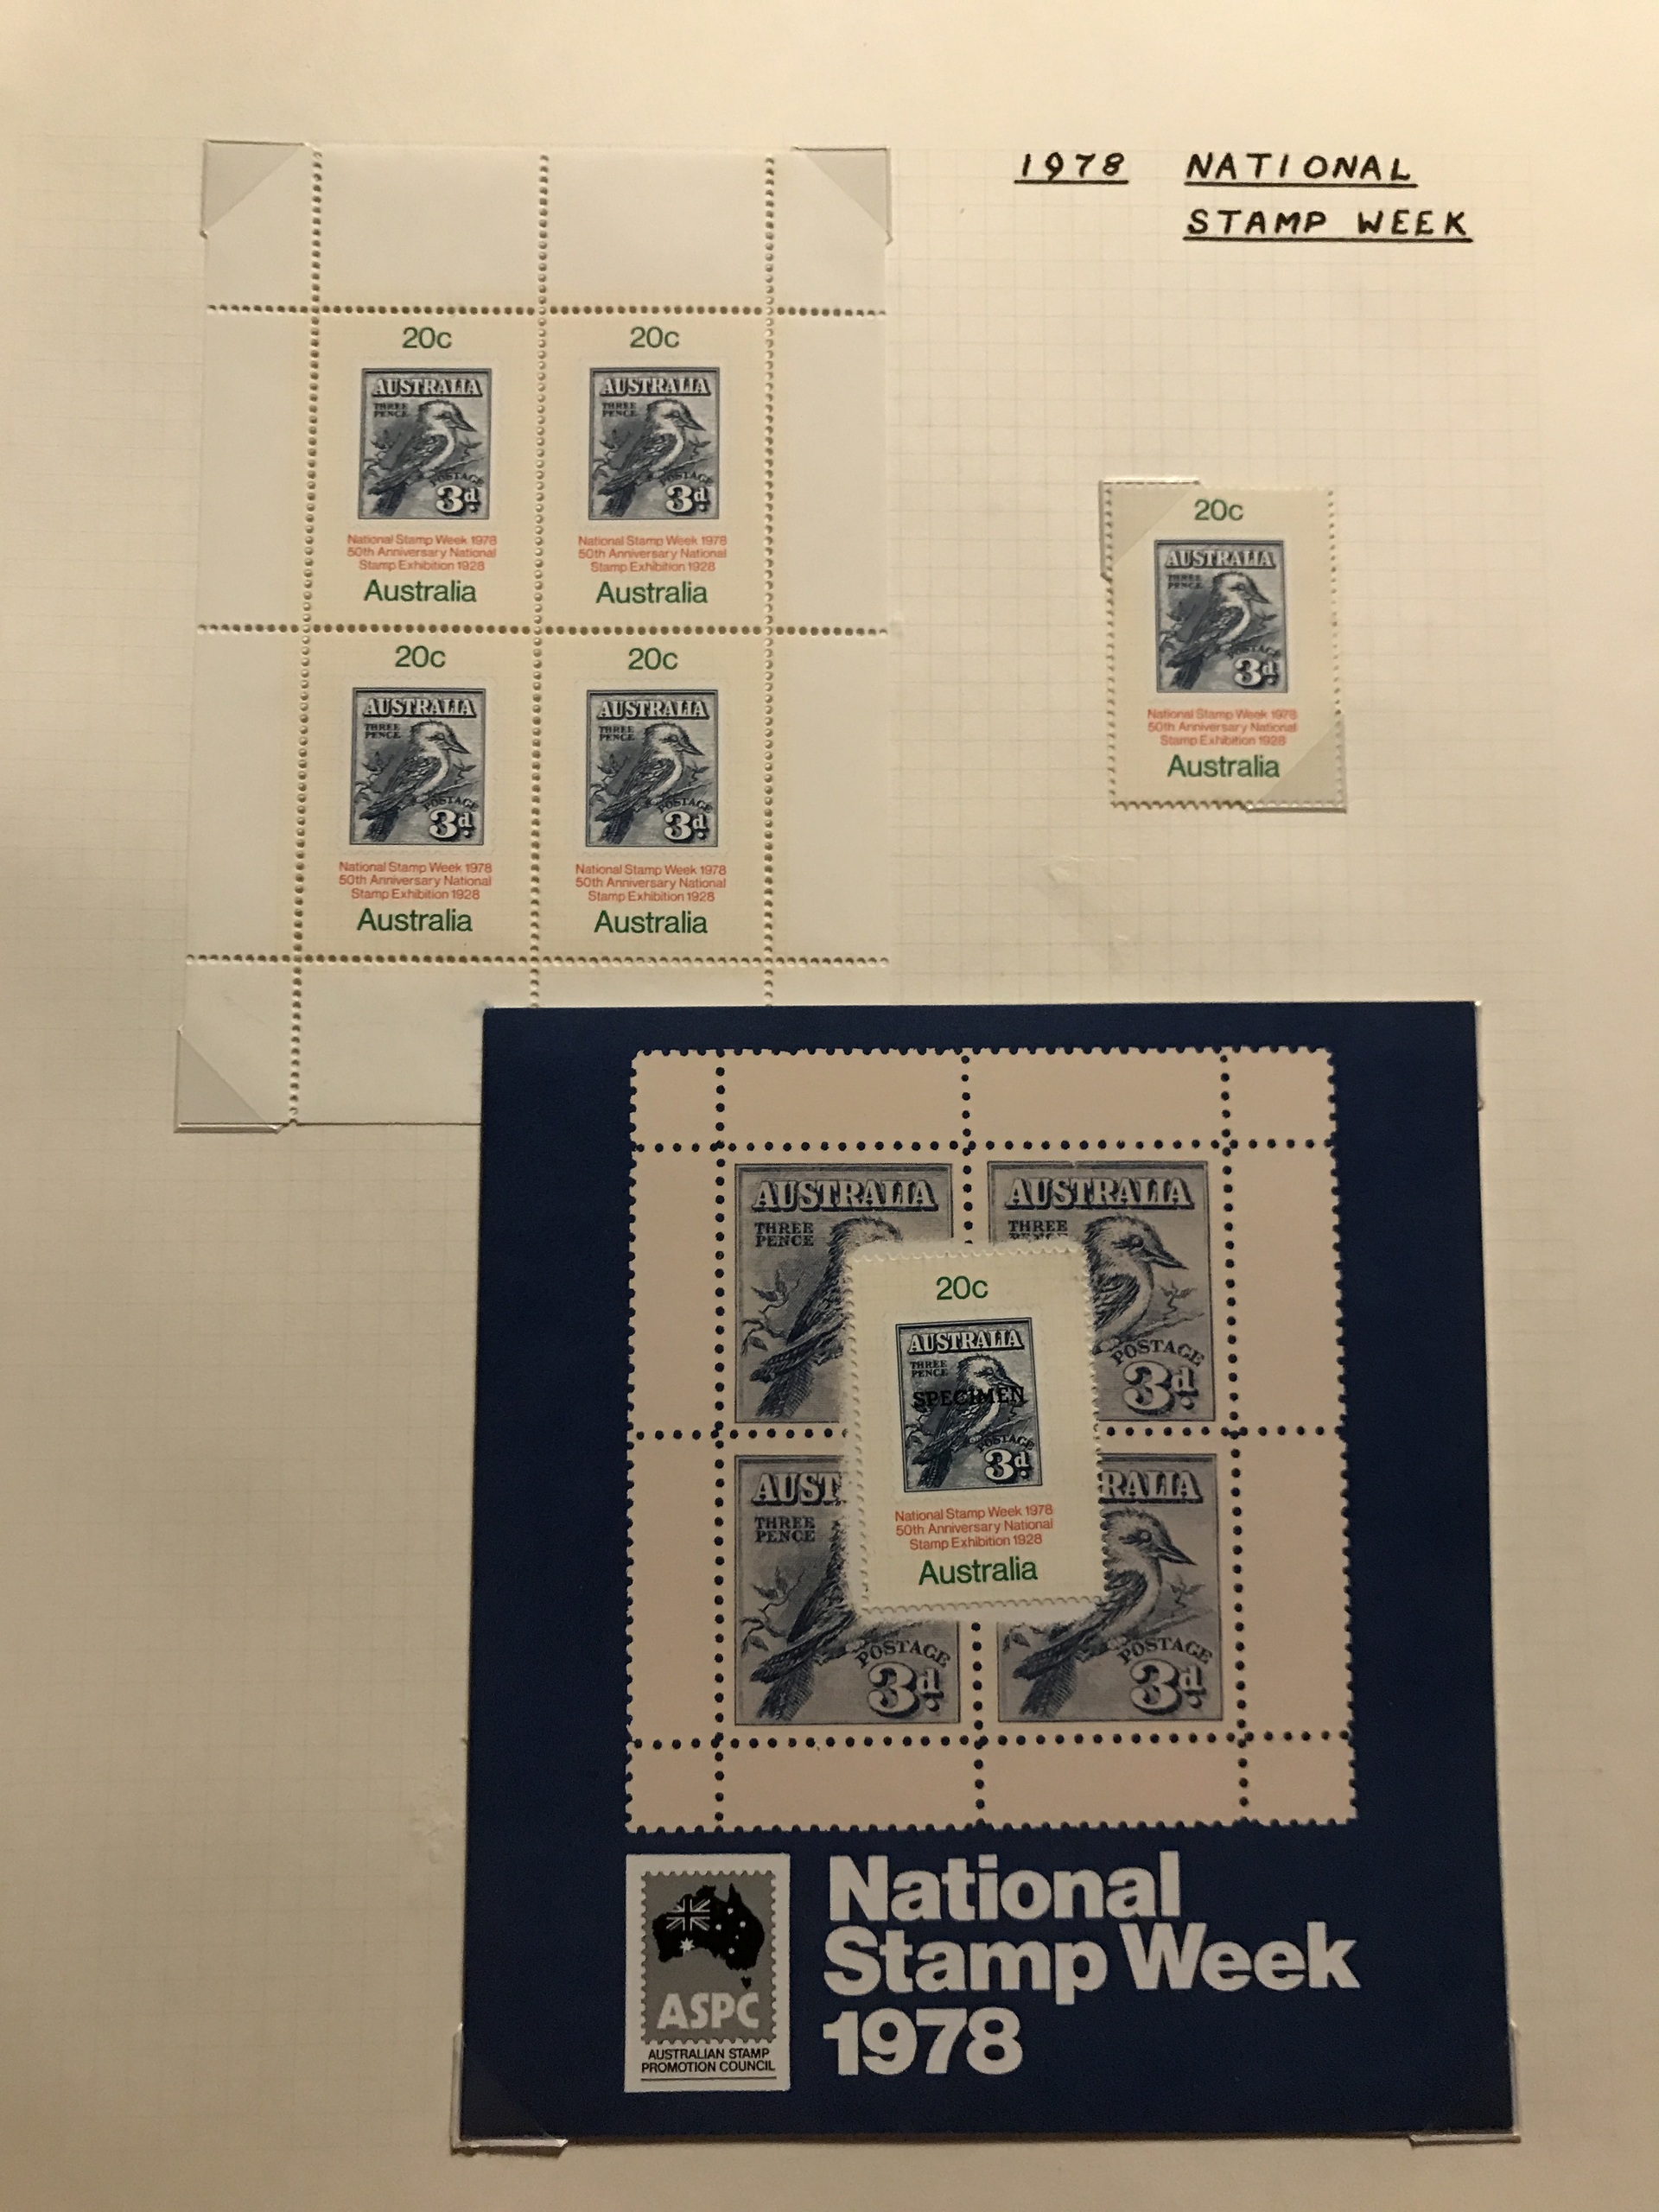 1978 NATIONAL
STAMP WEEK
20c
AUSTRALIA
THREE
PENCE
POSTAGE
3d.
National Stamp Week 1978
50th Anniversary National
Stamp Exhibition 1928
Australia
20c
AUSTRALIA
THREE
PENCE
POSTAGE
3d.
National Stamp Week 1978
50th Anniversary National
Stamp Exhibition 1928
Australia
20c
AUSTRALIA
THREE
PENCE
POSTAGE
3d.
National Stamp Week 1978
50th Anniversary National
Stamp Exhibition 1928
Australia
20c
AUSTRALIA
THREE
PENCE
POSTAGE
3d.
National Stamp Week 1978
50th Anniversary National
Stamp Exhibition 1928
Australia
20c
AUSTRALIA
THREE
PENCE
POSTAGE
3d.
National Stamp Week 1978
50th Anniversary National
Stamp Exhibition 1928
Australia
AUSTRALIA
THREE
PENCE
AUSTRALIA
THREE
PENCE
POSTAGE
3d.
20c
AUSTRALIA
THREE
PENCE
SPECIMEN
POSTAGE
3d.
National Stamp Week 1978
50th Anniversary National
Stamp Exhibition 1928
Australia
AUST
THREE
PENCE
POSTAGE
3d.
RALIA
POSTAGE
3d.
ASPC
AUSTRALIAN STAMP
PROMOTION COUNCIL
National
Stamp Week
1978